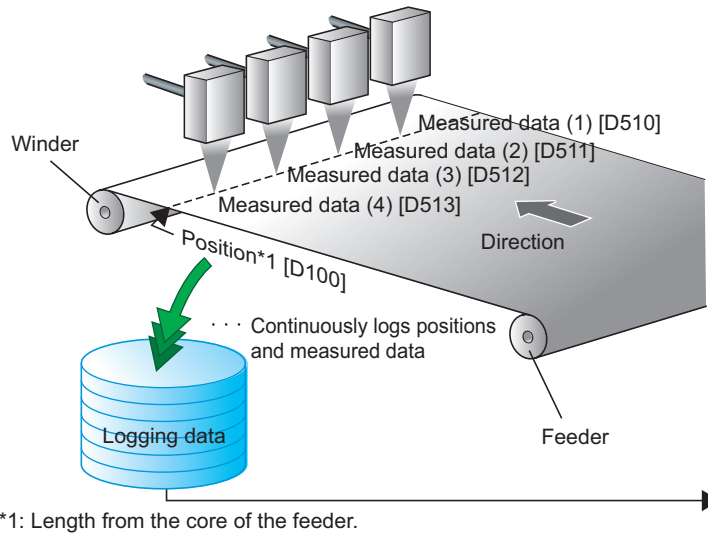 Measured data (1) [D510]
Measured data (2) [D511]
Measured data (3) [D512]
Measured data (4) [D513]
Winder
Direction
Position*1 [D100]
· · · Continuously logs positions
and measured data
Logging data
Feeder
*1: Length from the core of the feeder.